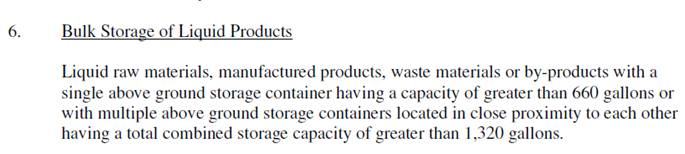 6. Bulk Storage of Liquid Products
Liquid raw materials, manufactured products, waste materials or by-products with a
single above ground storage container having a capacity of greater than 660 gallons or
with multiple above ground storage containers located in close proximity to each other
having a total combined storage capacity of greater than 1,320 gallons.